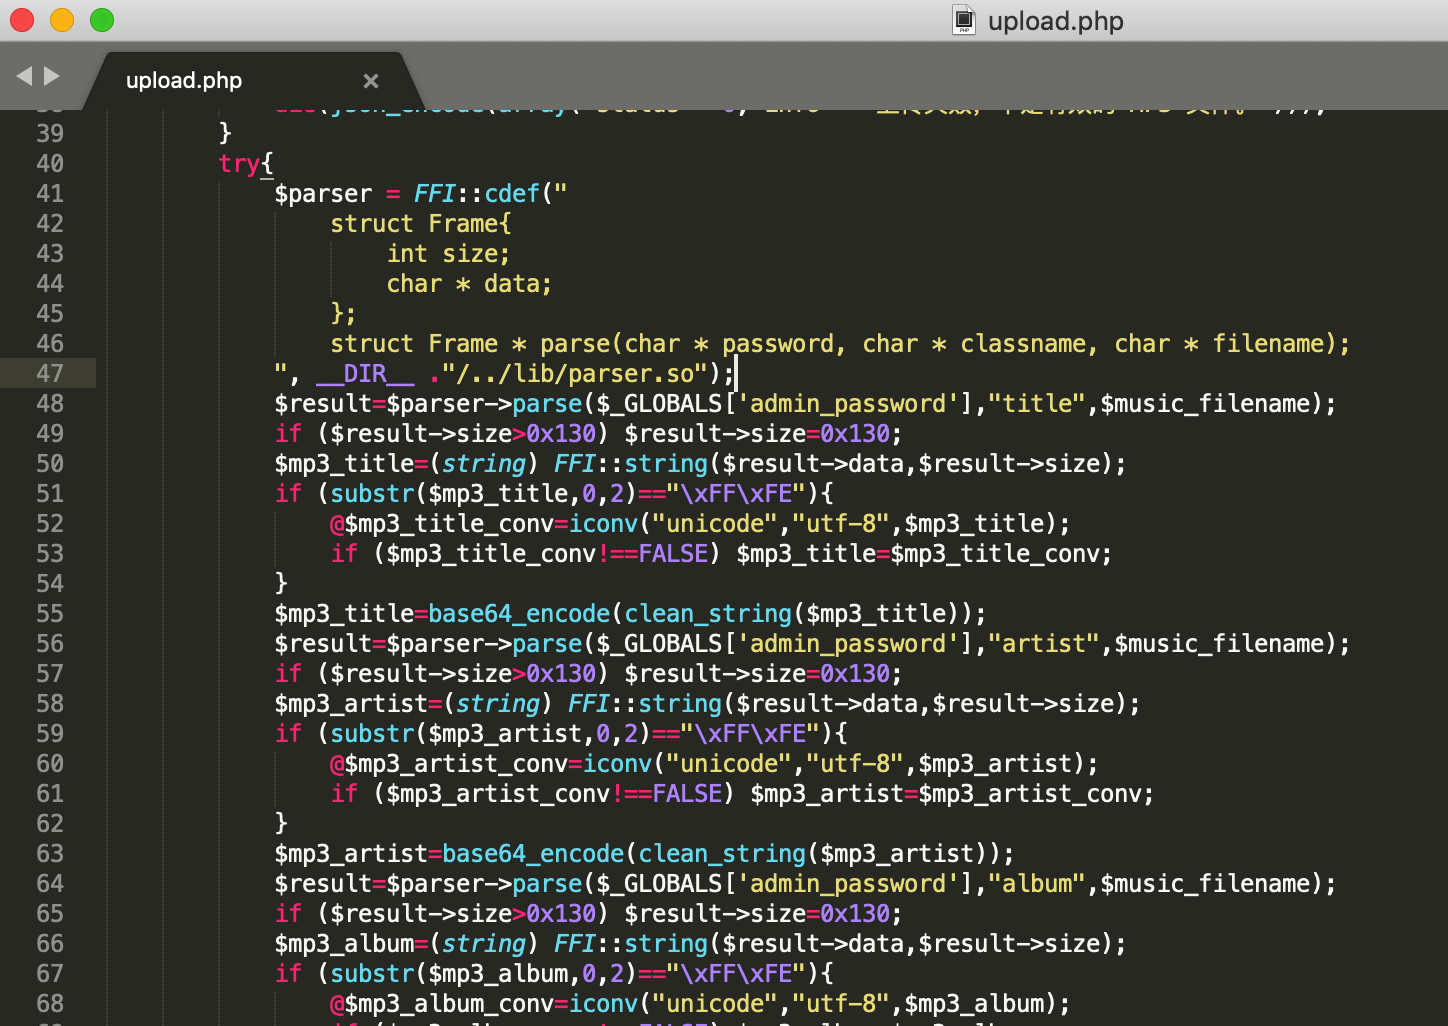 upload.php
upload.php
39 }
40 try{
41 $parser = FFI::cdef("
42 struct Frame{
43 int size;
44 char * data;
45 };
46 struct Frame * parse(char * password, char * classname, char * filename);
47 ", __DIR__ ."/../lib/parser.so");
48 $result=$parser->parse($_GLOBALS['admin_password'],"title",$music_filename);
49 if ($result->size>0x130) $result->size=0x130;
50 $mp3_title=(string) FFI::string($result->data,$result->size);
51 if (substr($mp3_title,0,2)=="\xFF\xFE"){
52 @$mp3_title_conv=iconv("unicode","utf-8",$mp3_title);
53 if ($mp3_title_conv!==FALSE) $mp3_title=$mp3_title_conv;
54 }
55 $mp3_title=base64_encode(clean_string($mp3_title));
56 $result=$parser->parse($_GLOBALS['admin_password'],"artist",$music_filename);
57 if ($result->size>0x130) $result->size=0x130;
58 $mp3_artist=(string) FFI::string($result->data,$result->size);
59 if (substr($mp3_artist,0,2)=="\xFF\xFE"){
60 @$mp3_artist_conv=iconv("unicode","utf-8",$mp3_artist);
61 if ($mp3_artist_conv!==FALSE) $mp3_artist=$mp3_artist_conv;
62 }
63 $mp3_artist=base64_encode(clean_string($mp3_artist));
64 $result=$parser->parse($_GLOBALS['admin_password'],"album",$music_filename);
65 if ($result->size>0x130) $result->size=0x130;
66 $mp3_album=(string) FFI::string($result->data,$result->size);
67 if (substr($mp3_album,0,2)=="\xFF\xFE"){
68 @$mp3_album_conv=iconv("unicode","utf-8",$mp3_album);